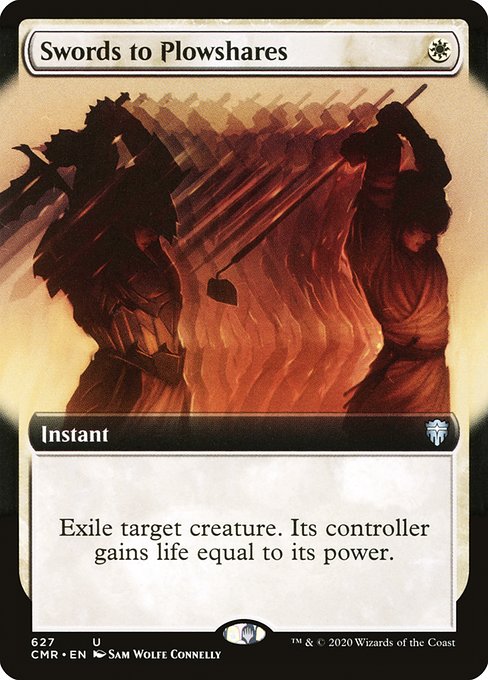 Swords to Plowshares
Instant
Exile target creature. Its controller
gains life equal to its power.
627 U ™ & © 2020 Wizards of the Coast
CMR • EN SAM WOLFE CONNELLY